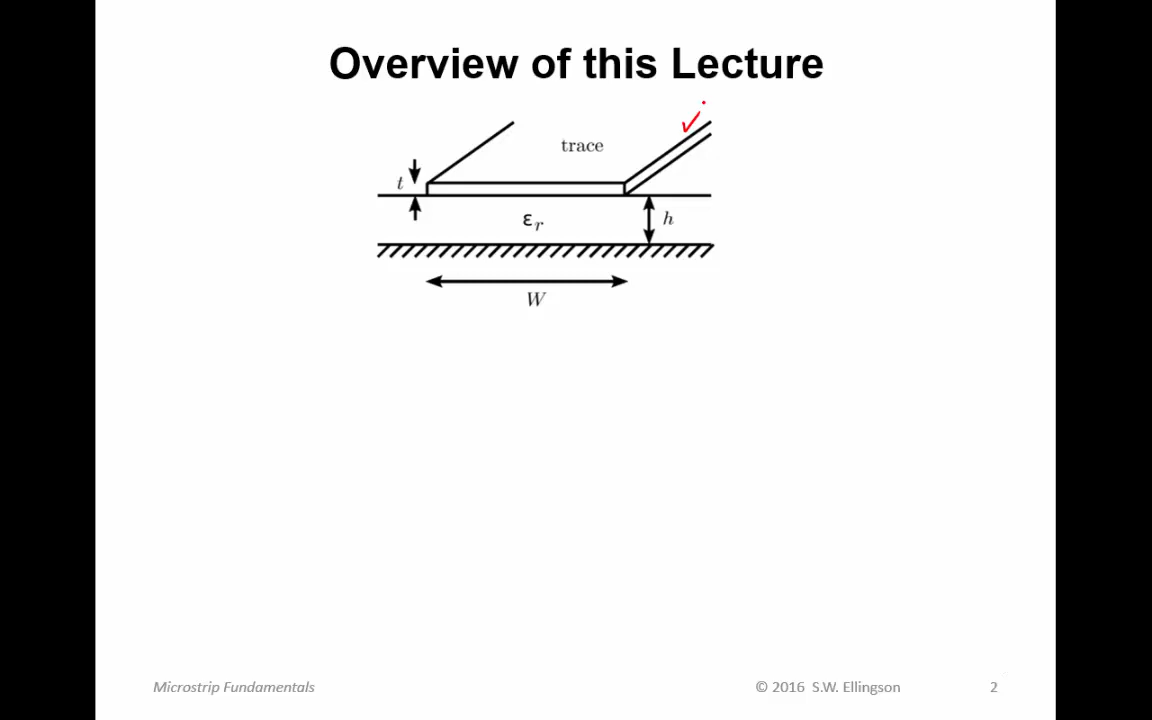 Overview of this Lecture
trace
t
εr
h
W
Microstrip Fundamentals
© 2016 S.W. Ellingson
2